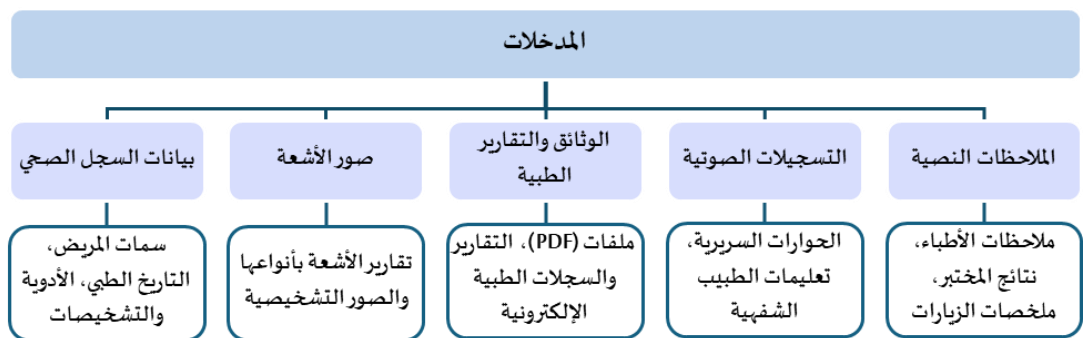 المدخلات
الملاحظات النصية
التسجيلات الصوتية
الوثائق والتقارير
الطبية
صور الأشعة
بيانات السجل الصحي
ملاحظات الأطباء،
نتائج المختبر،
ملخصات الزيارات
الحوارات السريرية،
تعليمات الطبيب
الشفهية
ملفات (PDF)، التقارير
والسجلات الطبية
الإلكترونية
تقارير الأشعة بأنواعها
والصور التشخيصية
سمات المريض،
التاريخ الطبي، الأدوية
والتشخيصات